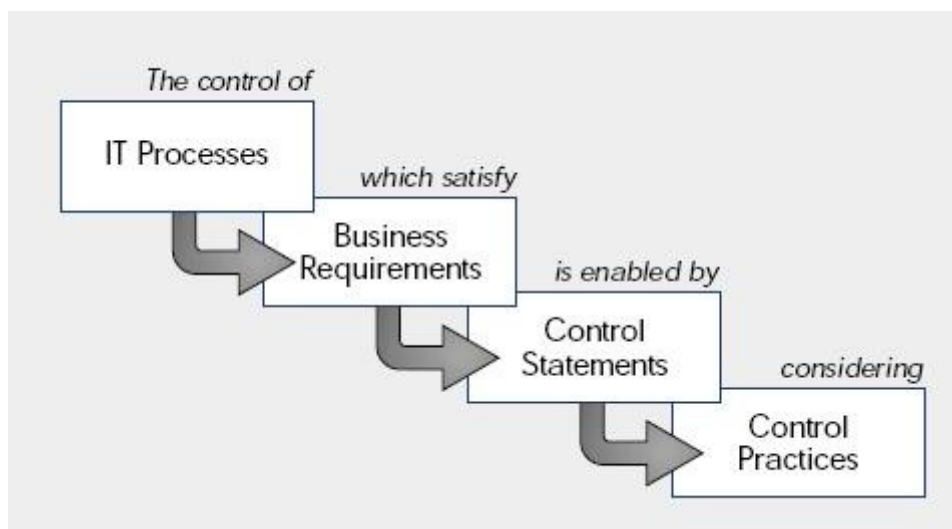 The control of
IT Processes
which satisfy
Business
Requirements
is enabled by
Control
Statements
considering
Control
Practices